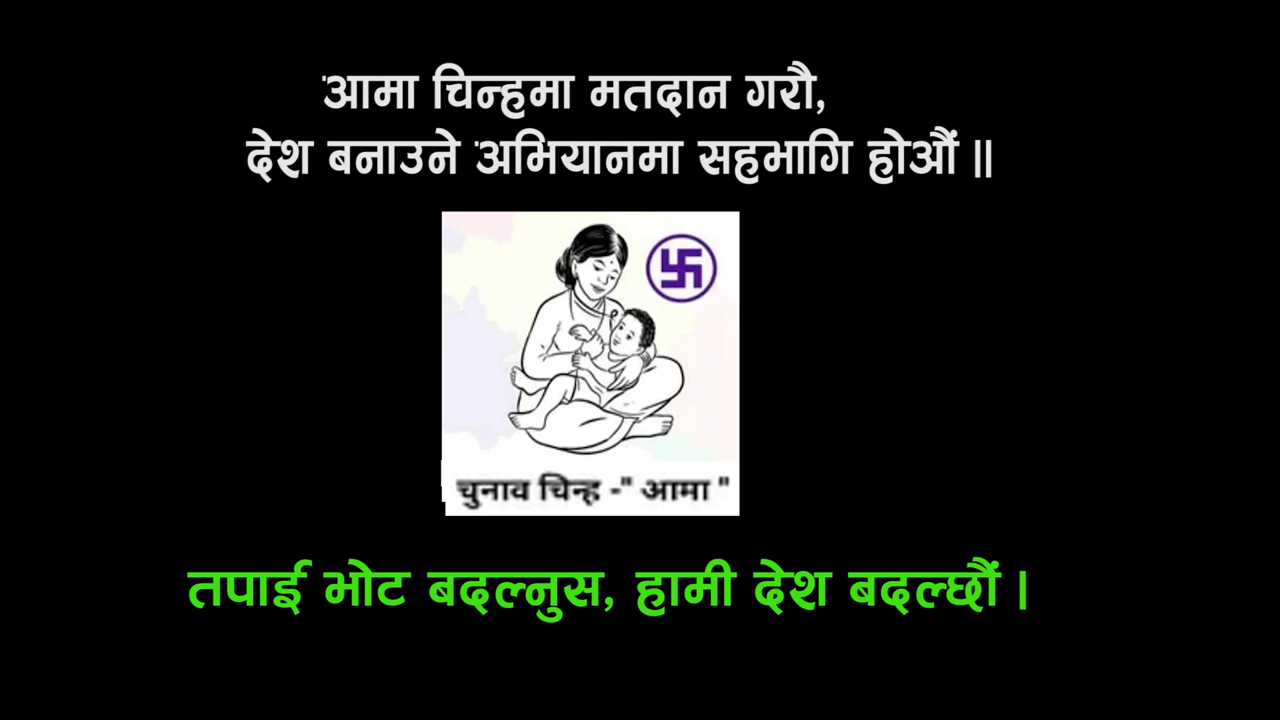 आमा चिन्हमा मतदान गरौ,
देश बनाउने अभियानमा सहभागि होऔं ॥
चुनाव चिन्ह -" आमा "
तपाई भोट बदल्नुस, हामी देश बदल्छौं ।